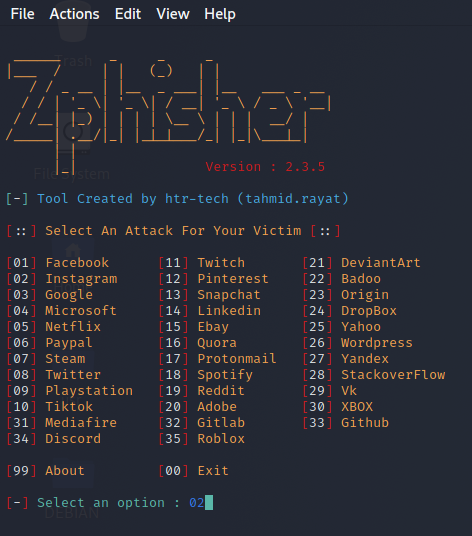 File Actions Edit View Help
Zphisher
Version : 2.3.5
[-] Tool Created by htr-tech (tahmid.rayat)
[::] Select An Attack For Your Victim [::]
[01] Facebook [11] Twitch [21] DeviantArt
[02] Instagram [12] Pinterest [22] Badoo
[03] Google [13] Snapchat [23] Origin
[04] Microsoft [14] Linkedin [24] DropBox
[05] Netflix [15] Ebay [25] Yahoo
[06] Paypal [16] Quora [26] Wordpress
[07] Steam [17] Protonmail [27] Yandex
[08] Twitter [18] Spotify [28] StackoverFlow
[09] Playstation [19] Reddit [29] Vk
[10] Tiktok [20] Adobe [30] XBOX
[31] Mediafire [32] Gitlab [33] Github
[34] Discord [35] Roblox
[99] About [00] Exit
[-] Select an option : 02